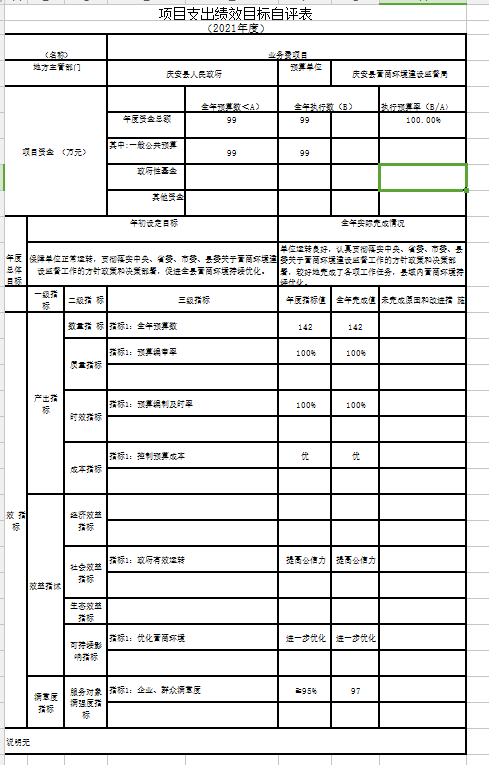 项目支出绩效目标自评表
（2021年度）
（名称） 业务费项目
地方主管部门 庆安县人民政府 预算单位 庆安县营商环境建设监督局
项目资金 （万元） 全年预算数<A） 全年执行数（B） 执行预算率（B/A）
年度资金总额 99 99 100.00%
其中:一般公共预算 99 99
政府性基金
其他资金
年度总体目标 年初设定目标 全年实际完成情况
保障单位正常运转，贯彻落实中央、省委、市委、县委关于营商环境建设监督工作的方针政策和决策部署，促进全县营商环境持续优化。
单位运转良好，认真贯彻落实中央、省委、市委、县委关于营商环境建设监督工作的方针政策和决策部署，较好地完成了各项工作任务，县域内营商环境持续优化。
绩 指标 一级指标 二级指 标 三级指标 年度指标值 全年完成值 未完成原因和改进措 施
产出指标 数量指 标 指标1：全年预算数 142 142
质量指标 指标1：预算编审率 100% 100%
时效指标 指标1：预算编制及时率 100% 100%
成本指标 指标1：控制预算成本 优 优
效益指标 经济效益指标
社会效益指标 指标1：政府有效运转 提高公信力 提高公信力
生态效益指标
可持续影响指标 指标1：优化营商环境 进一步优化 进一步优化
满意度指标 服务对象满意度指标 指标1：企业、群众满意度 ≥95% 97
说明无